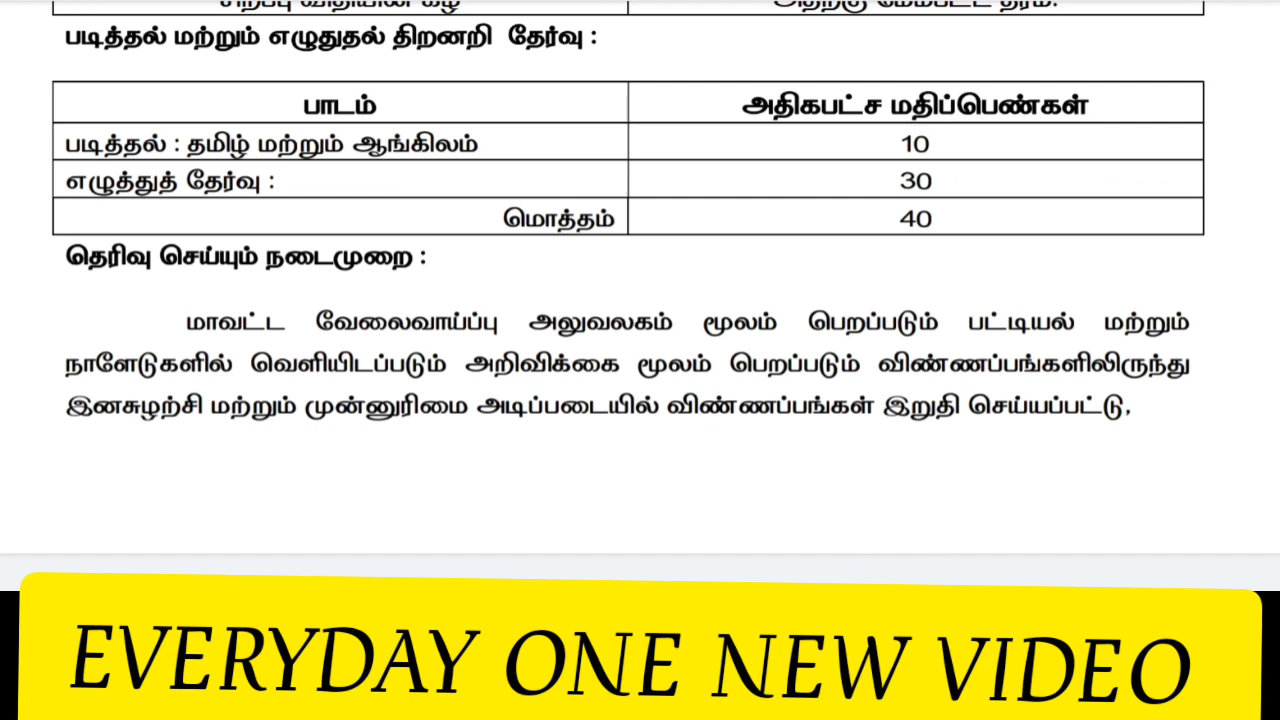 படித்தல் மற்றும் எழுதுதல் திறனறி தேர்வு :
பாடம் அதிகபட்ச மதிப்பெண்கள்
படித்தல் : தமிழ் மற்றும் ஆங்கிலம் 10
எழுத்துத் தேர்வு : 30
மொத்தம் 40
தெரிவு செய்யும் நடைமுறை :
மாவட்ட வேலைவாய்ப்பு அலுவலகம் மூலம் பெறப்படும் பட்டியல் மற்றும்
நாளேடுகளில் வெளியிடப்படும் அறிவிக்கை மூலம் பெறப்படும் விண்ணப்பங்களிலிருந்து
இனசுழற்சி மற்றும் முன்னுரிமை அடிப்படையில் விண்ணப்பங்கள் இறுதி செய்யப்பட்டு,
EVERYDAY ONE NEW VIDEO